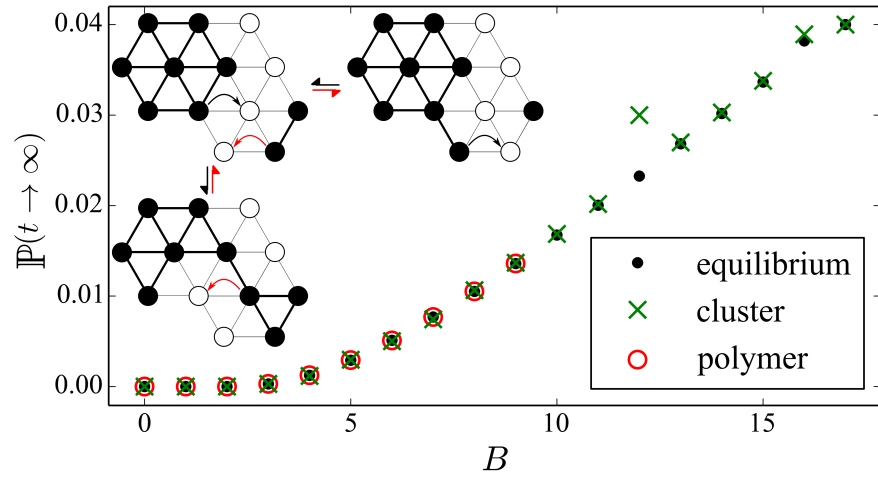 0.04
0.03
0.02
0.01
0.00
ℙ(t → ∞)
equilibrium
cluster
polymer
0 5 10 15
B